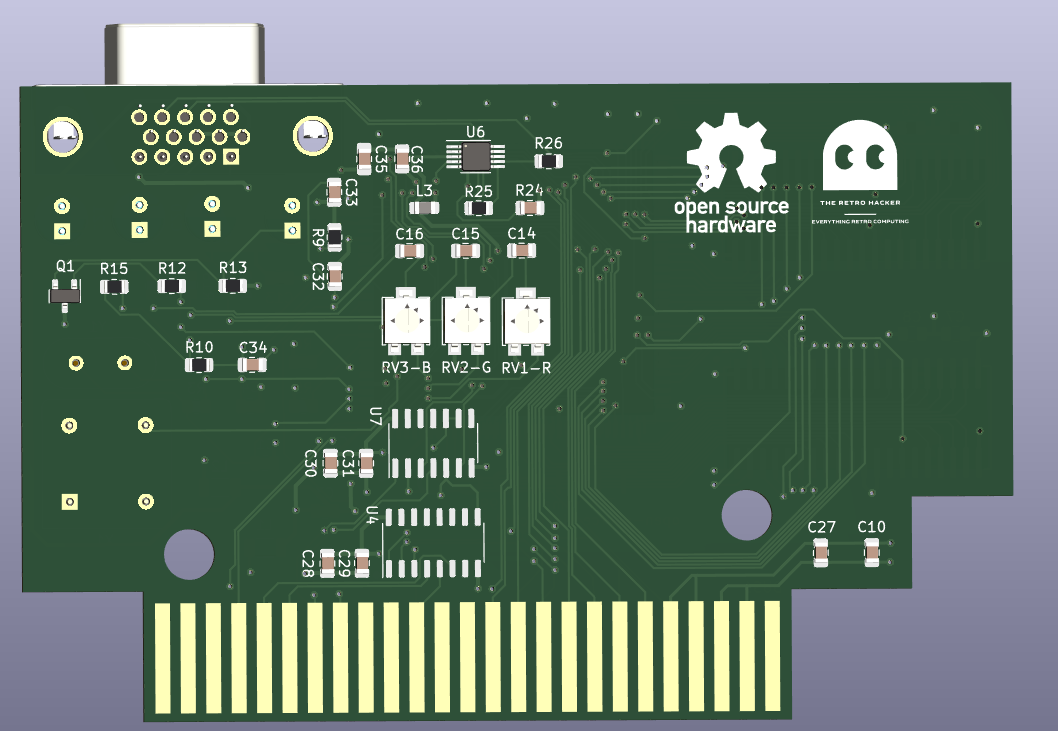 U6
R26
C35
C36
C33
L3
R25
R24
open source
hardware
THE RETRO HACKER
EVERYTHING RETRO COMPUTING
R9
C16
C15
C14
Q1
R15
R12
R13
C32
R10
C34
RV3-B
RV2-G
RV1-R
U7
C30
C31
U4
C28
C29
C27
C10